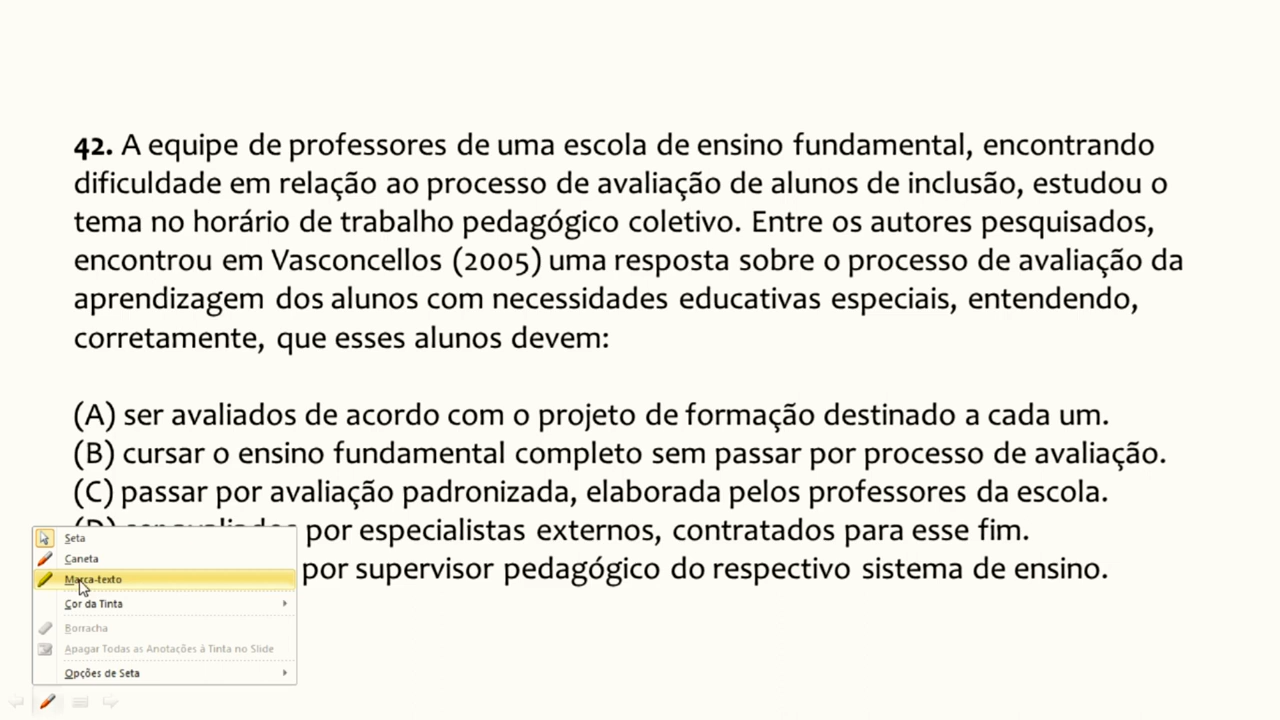 42. A equipe de professores de uma escola de ensino fundamental, encontrando
dificuldade em relação ao processo de avaliação de alunos de inclusão, estudou o
tema no horário de trabalho pedagógico coletivo. Entre os autores pesquisados,
encontrou em Vasconcellos (2005) uma resposta sobre o processo de avaliação da
aprendizagem dos alunos com necessidades educativas especiais, entendendo,
corretamente, que esses alunos devem:
(A) ser avaliados de acordo com o projeto de formação destinado a cada um.
(B) cursar o ensino fundamental completo sem passar por processo de avaliação.
(C) passar por avaliação padronizada, elaborada pelos professores da escola.
(D) ser avaliados por especialistas externos, contratados para esse fim.
por supervisor pedagógico do respectivo sistema de ensino.
Seta
Caneta
Marca-texto
Cor da Tinta
Borracha
Apagar Todas as Anotações à Tinta no Slide
Opções de Seta